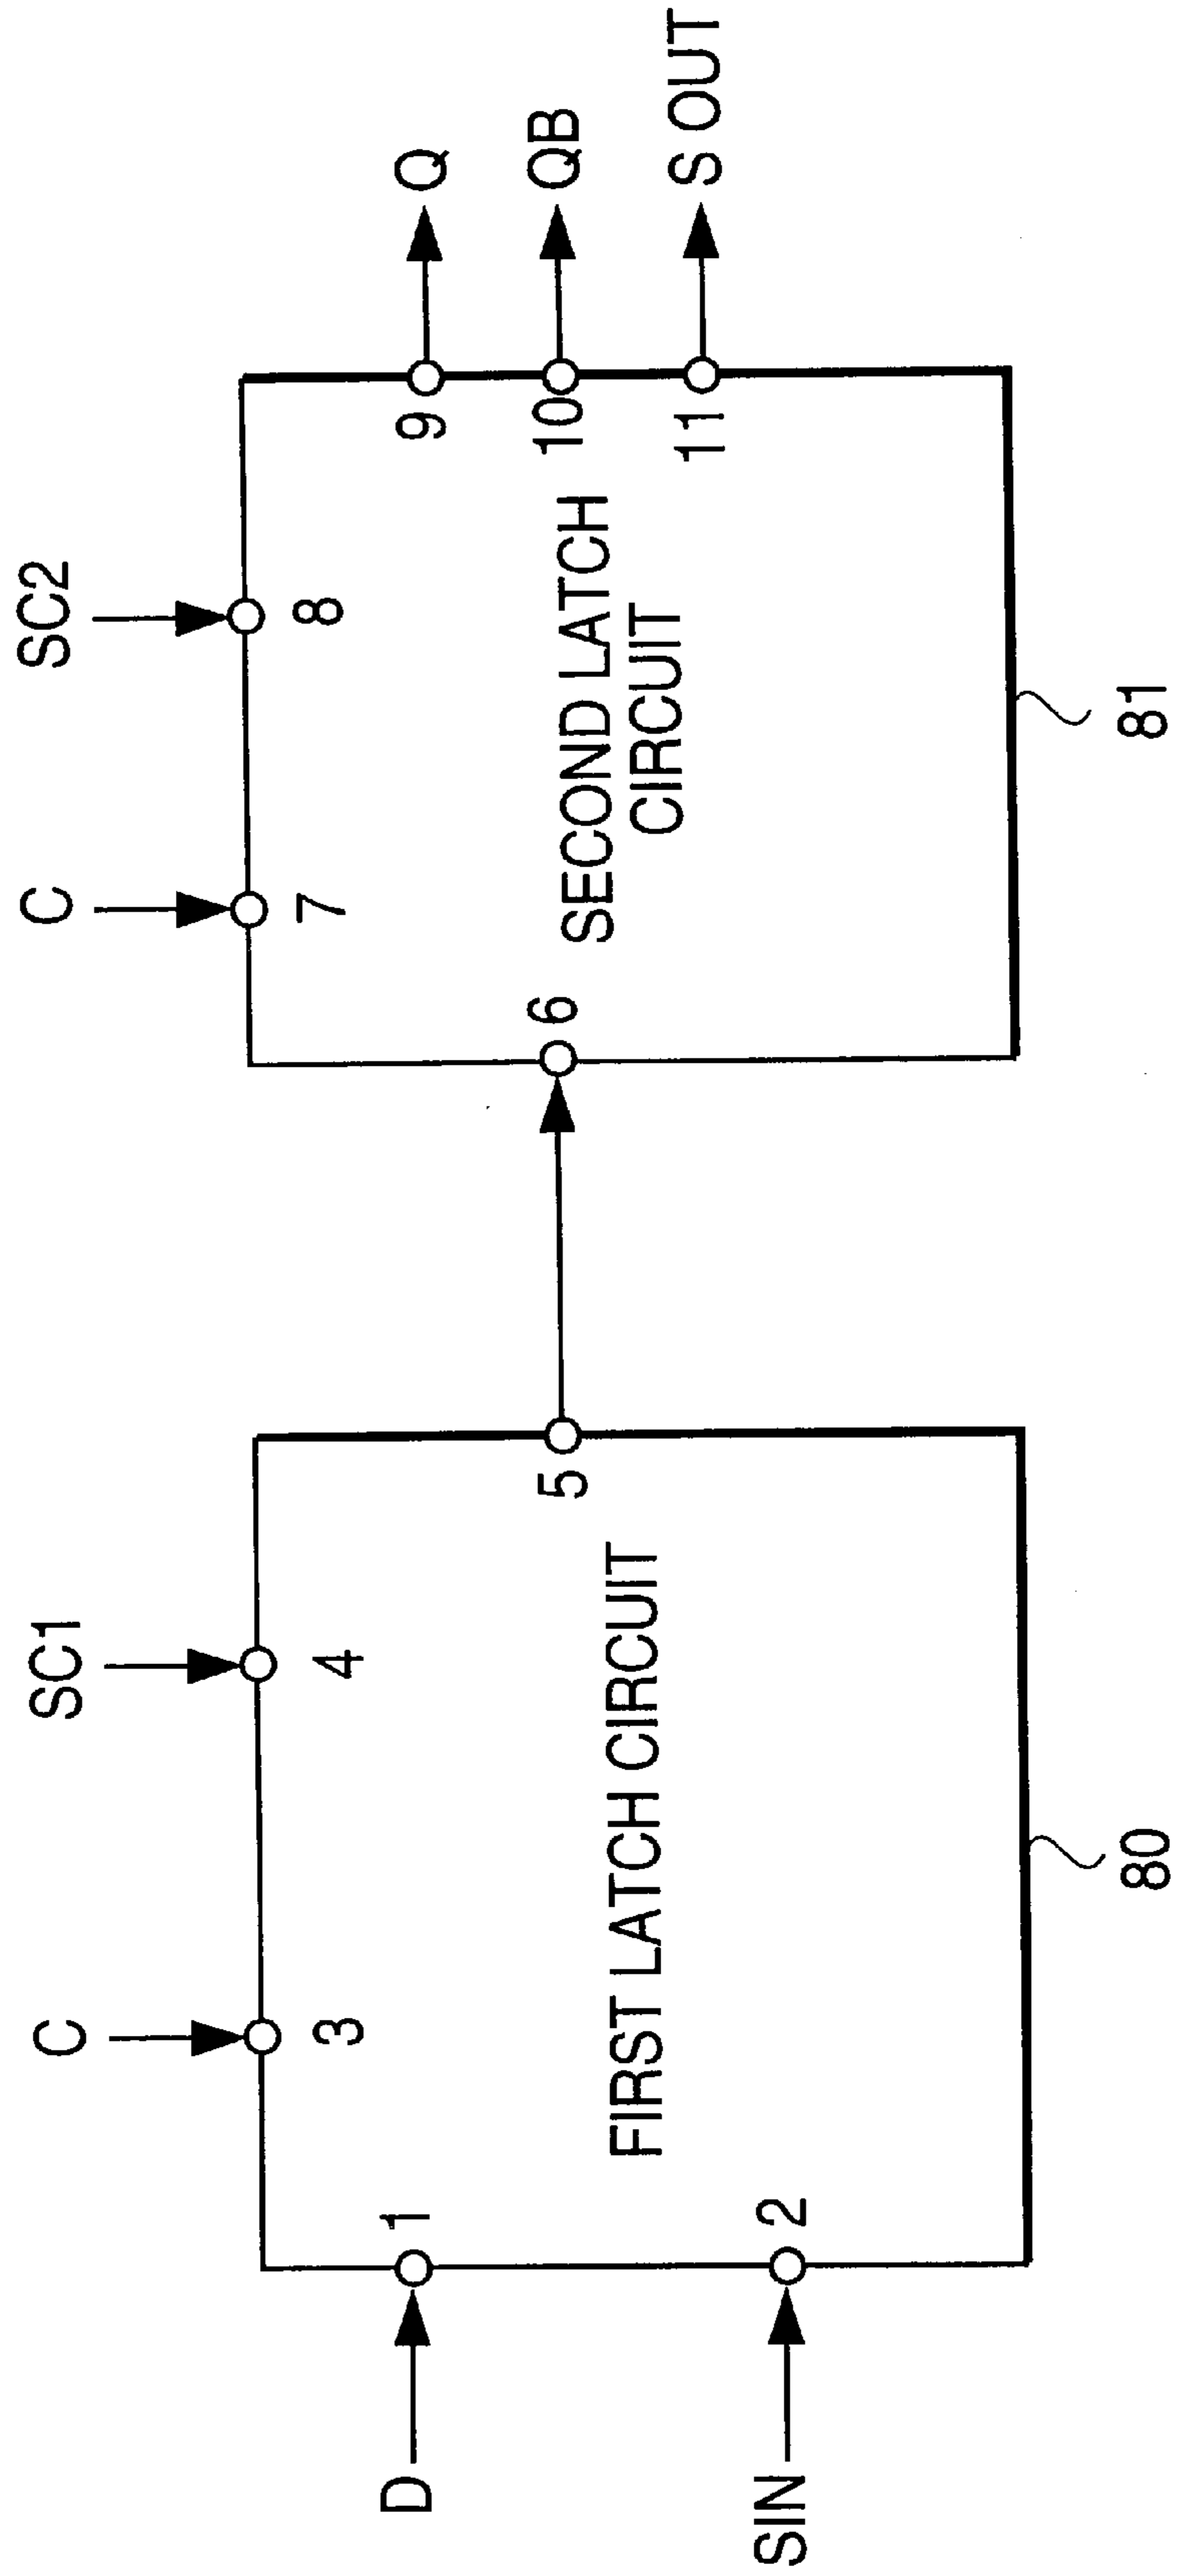 C
SC1
C
SC2
3
4
7
8
D
1
SIN
2
5
6
FIRST LATCH CIRCUIT
SECOND LATCH
CIRCUIT
9
Q
10
QB
11
S OUT
80
81